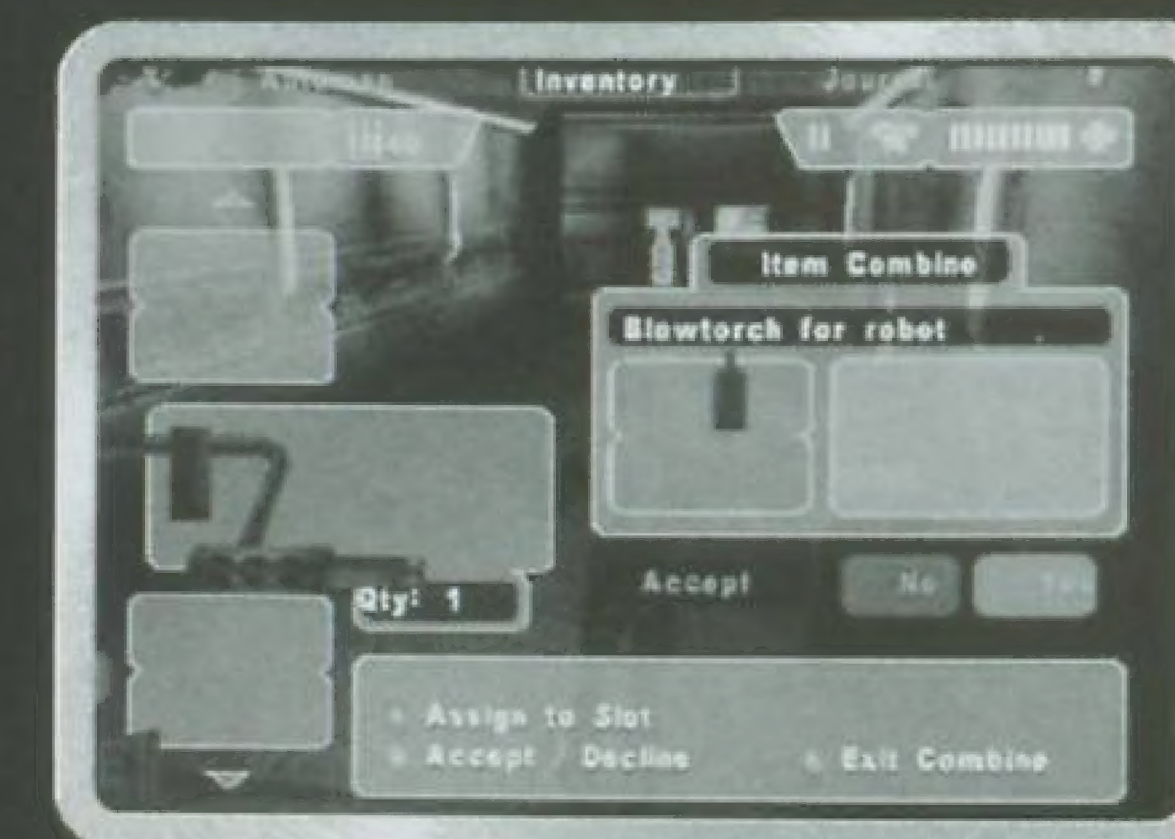 Inventory
Item Combine
Blowtorch for robot
Accept No
Qty: 1
Assign to Slot
Accept / Decline Exit Combine